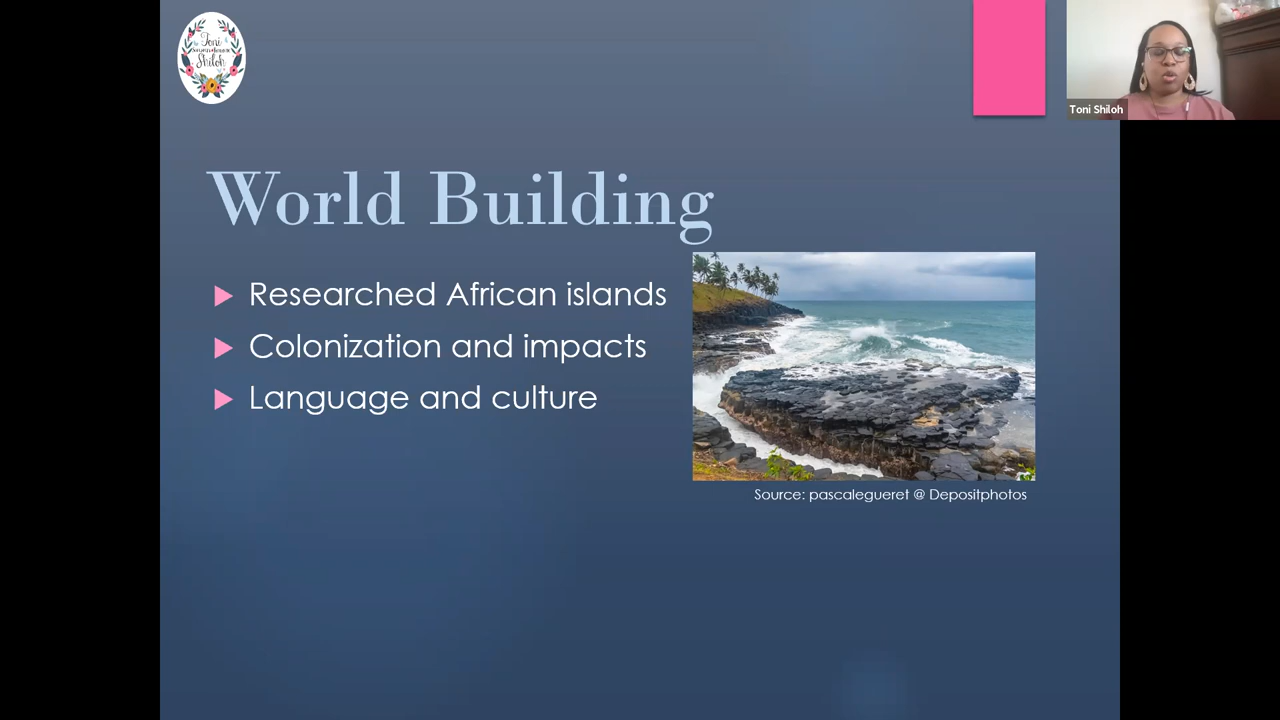 Toni
Shiloh
Toni Shiloh
World Building
Researched African islands
Colonization and impacts
Language and culture
Source: pascalegueret @ Depositphotos